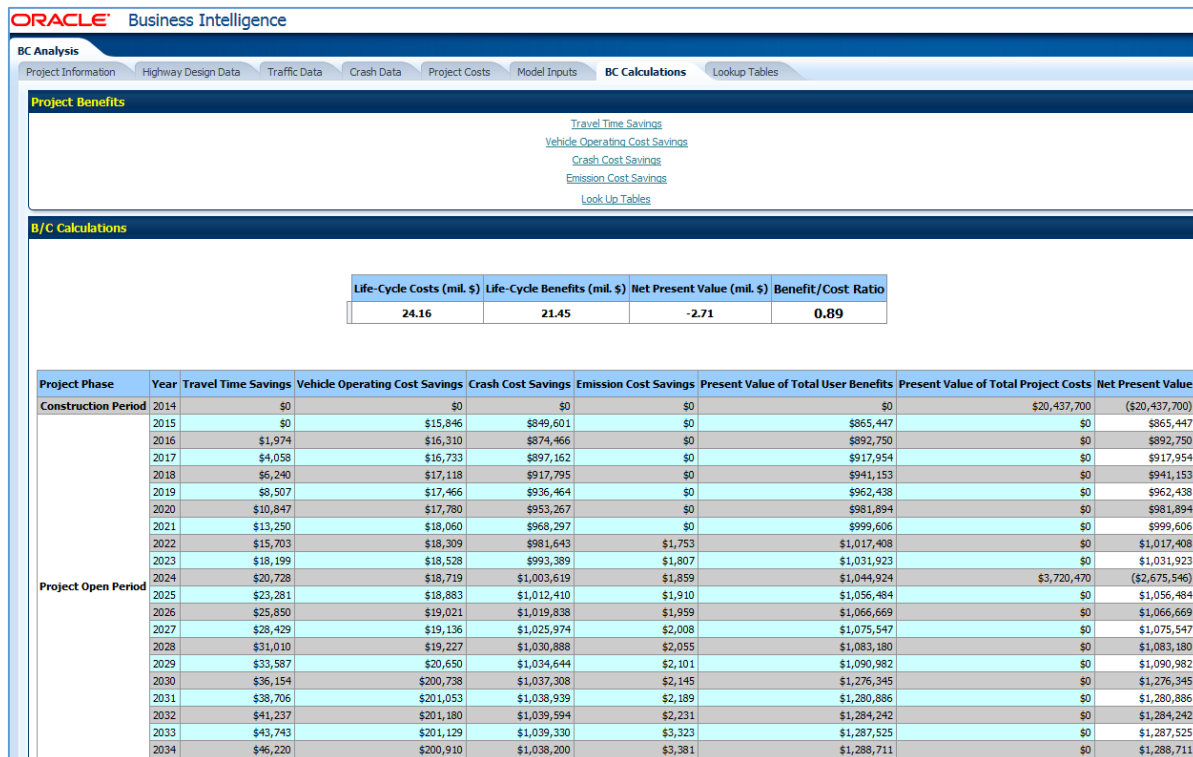 ORACLE Business Intelligence
BC Analysis
Project Information Highway Design Data Traffic Data Crash Data Project Costs Model Inputs BC Calculations Lookup Tables
Project Benefits
Travel Time Savings
Vehicle Operating Cost Savings
Crash Cost Savings
Emission Cost Savings
Look Up Tables
B/C Calculations
Life-Cycle Costs (mil. $) Life-Cycle Benefits (mil. $) Net Present Value (mil. $) Benefit/Cost Ratio
24.16 21.45 -2.71 0.89
Project Phase Year Travel Time Savings Vehicle Operating Cost Savings Crash Cost Savings Emission Cost Savings Present Value of Total User Benefits Present Value of Total Project Costs Net Present Value
Construction Period 2014 $0 $0 $0 $0 $0 $20,437,700 ($20,437,700)
2015 $0 $15,846 $849,601 $0 $865,447 $0 $865,447
2016 $1,974 $16,310 $874,466 $0 $892,750 $0 $892,750
2017 $4,058 $16,733 $897,162 $0 $917,954 $0 $917,954
2018 $6,240 $17,118 $917,795 $0 $941,153 $0 $941,153
2019 $8,507 $17,466 $936,464 $0 $962,438 $0 $962,438
2020 $10,847 $17,780 $953,267 $0 $981,894 $0 $981,894
2021 $13,250 $18,060 $968,297 $0 $999,606 $0 $999,606
2022 $15,703 $18,309 $981,643 $1,753 $1,017,408 $0 $1,017,408
2023 $18,199 $18,528 $993,389 $1,807 $1,031,923 $0 $1,031,923
Project Open Period 2024 $20,728 $18,719 $1,003,619 $1,859 $1,044,924 $3,720,470 ($2,675,546)
2025 $23,281 $18,883 $1,012,410 $1,910 $1,056,484 $0 $1,056,484
2026 $25,850 $19,021 $1,019,838 $1,959 $1,066,669 $0 $1,066,669
2027 $28,429 $19,136 $1,025,974 $2,008 $1,075,547 $0 $1,075,547
2028 $31,010 $19,227 $1,030,888 $2,055 $1,083,180 $0 $1,083,180
2029 $33,587 $20,650 $1,034,644 $2,101 $1,090,982 $0 $1,090,982
2030 $36,154 $200,738 $1,037,308 $2,145 $1,276,345 $0 $1,276,345
2031 $38,706 $201,053 $1,038,939 $2,189 $1,280,886 $0 $1,280,886
2032 $41,237 $201,180 $1,039,594 $2,231 $1,284,242 $0 $1,284,242
2033 $43,743 $201,129 $1,039,330 $3,323 $1,287,525 $0 $1,287,525
2034 $46,220 $200,910 $1,038,200 $3,381 $1,288,711 $0 $1,288,711